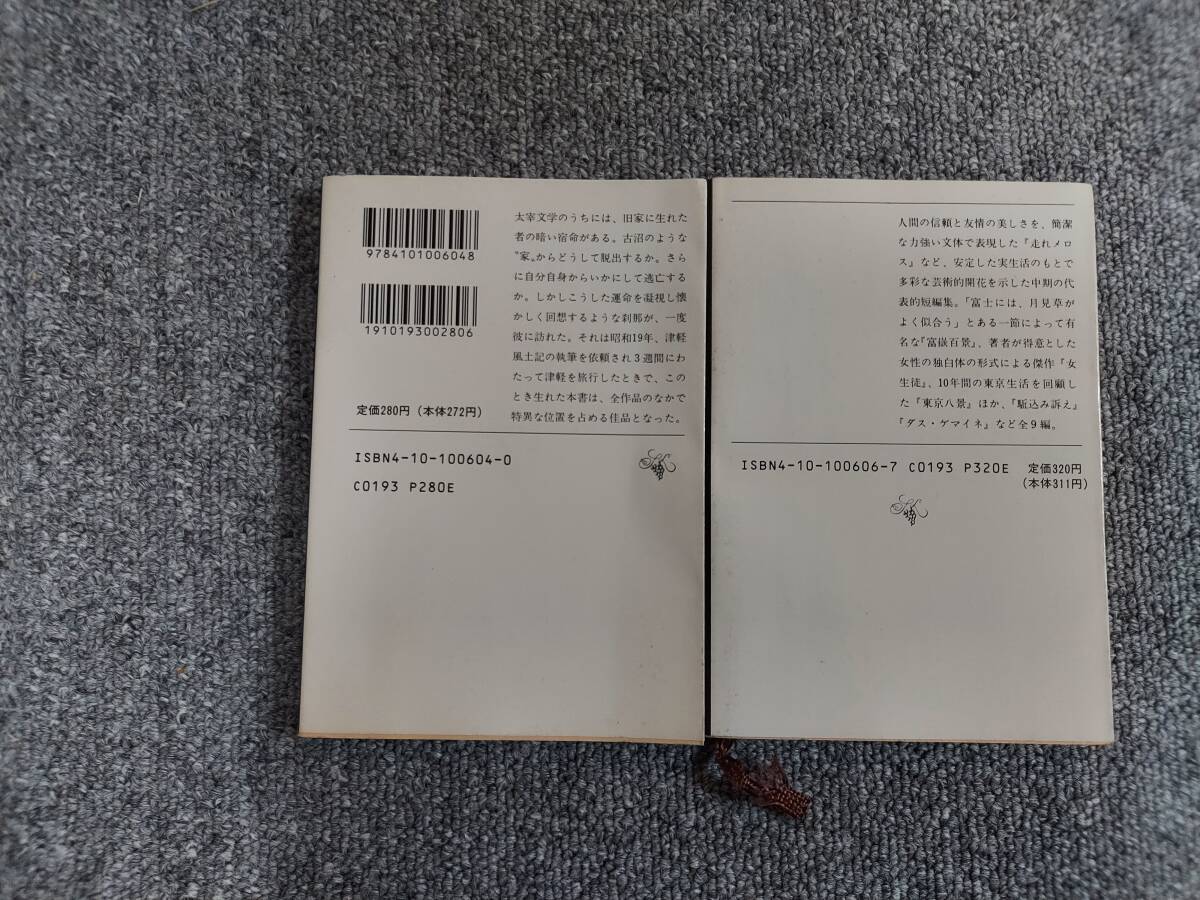 9784101006048
1910193002806
定価280円（本体272円）
太宰文学のうちには、旧家に生れた
者の暗い宿命がある。古沼のような
〝家〟からどうして脱出するか。さら
に自分自身からいかにして逃亡する
か。しかしこうした運命を凝視し懐
かしく回想するような刹那が、一度
彼に訪れた。それは昭和19年、津軽
風土記の執筆を依頼され３週間にわ
たって津軽を旅行したときで、この
とき生れた本書は、全作品のなかで
特異な位置を占める佳品となった。
ISBN4-10-100604-0
C0193 P280E
人間の信頼と友情の美しさを、簡潔
な力強い文体で表現した『走れメロ
ス』など、安定した実生活のもとで
多彩な芸術的開花を示した中期の代
表的短編集。「富士には、月見草が
よく似合う」とある一節によって有
名な『富嶽百景』、著者が得意とした
女性の独白体の形式による傑作『女
生徒』、10年間の東京生活を回顧し
た『東京八景』ほか、『駈込み訴え』
『ダス・ゲマイネ』など全９編。
ISBN4-10-100606-7 C0193 P320E 定価320円
（本体311円）